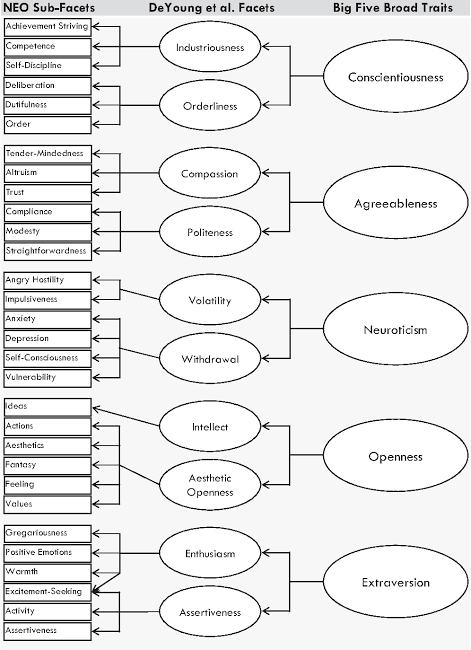 NEO Sub-Facets
DeYoung et al. Facets
Big Five Broad Traits
Achievement Striving
Competence
Self-Discipline
Deliberation
Dutifulness
Order
Industriousness
Orderliness
Conscientiousness
Tender-Mindedness
Altruism
Trust
Compliance
Modesty
Straightforwardness
Compassion
Politeness
Agreeableness
Angry Hostility
Impulsiveness
Anxiety
Depression
Self-Consciousness
Vulnerability
Volatility
Withdrawal
Neuroticism
Ideas
Actions
Aesthetics
Fantasy
Feeling
Values
Intellect
Aesthetic
Openness
Openness
Gregariousness
Positive Emotions
Warmth
Excitement-Seeking
Activity
Assertiveness
Enthusiasm
Assertiveness
Extraversion